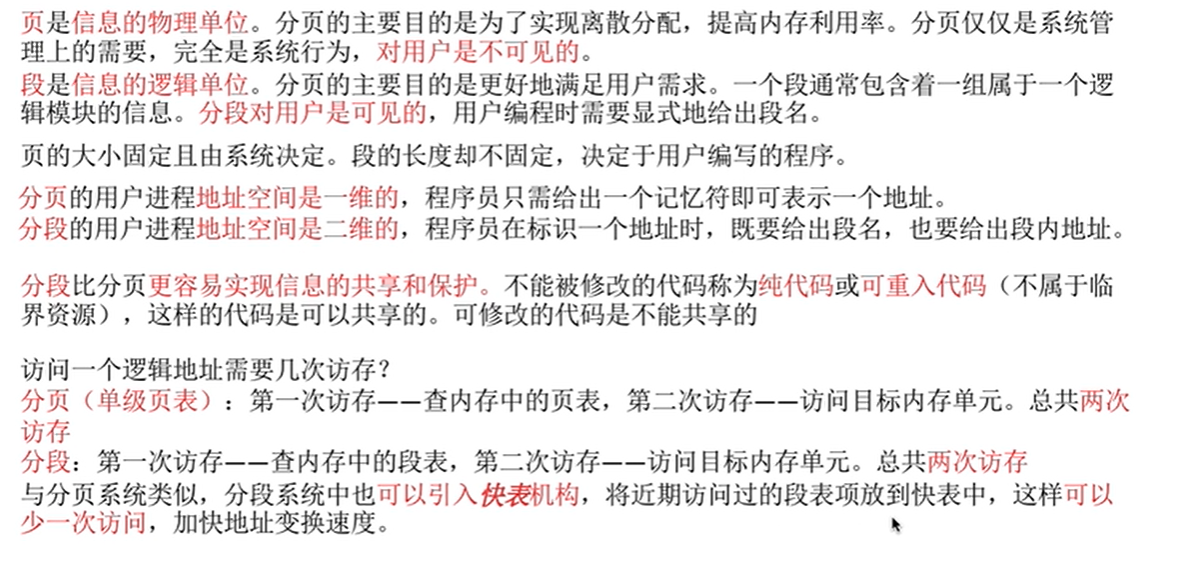 页是信息的物理单位。分页的主要目的是为了实现离散分配，提高内存利用率。分页仅仅是系统管
理上的需要，完全是系统行为，对用户是不可见的。
段是信息的逻辑单位。分页的主要目的是更好地满足用户需求。一个段通常包含着一组属于一个逻
辑模块的信息。分段对用户是可见的，用户编程时需要显式地给出段名。
页的大小固定且由系统决定。段的长度却不固定，决定于用户编写的程序。
分页的用户进程地址空间是一维的，程序员只需给出一个记忆符即可表示一个地址。
分段的用户进程地址空间是二维的，程序员在标识一个地址时，既要给出段名，也要给出段内地址。
分段比分页更容易实现信息的共享和保护。不能被修改的代码称为纯代码或可重入代码（不属于临
界资源），这样的代码是可以共享的。可修改的代码是不能共享的
访问一个逻辑地址需要几次访存？
分页（单级页表）：第一次访存——查内存中的页表，第二次访存——访问目标内存单元。总共两次
访存
分段：第一次访存——查内存中的段表，第二次访存——访问目标内存单元。总共两次访存
与分页系统类似，分段系统中也可以引入快表机构，将近期访问过的段表项放到快表中，这样可以
少一次访问，加快地址变换速度。